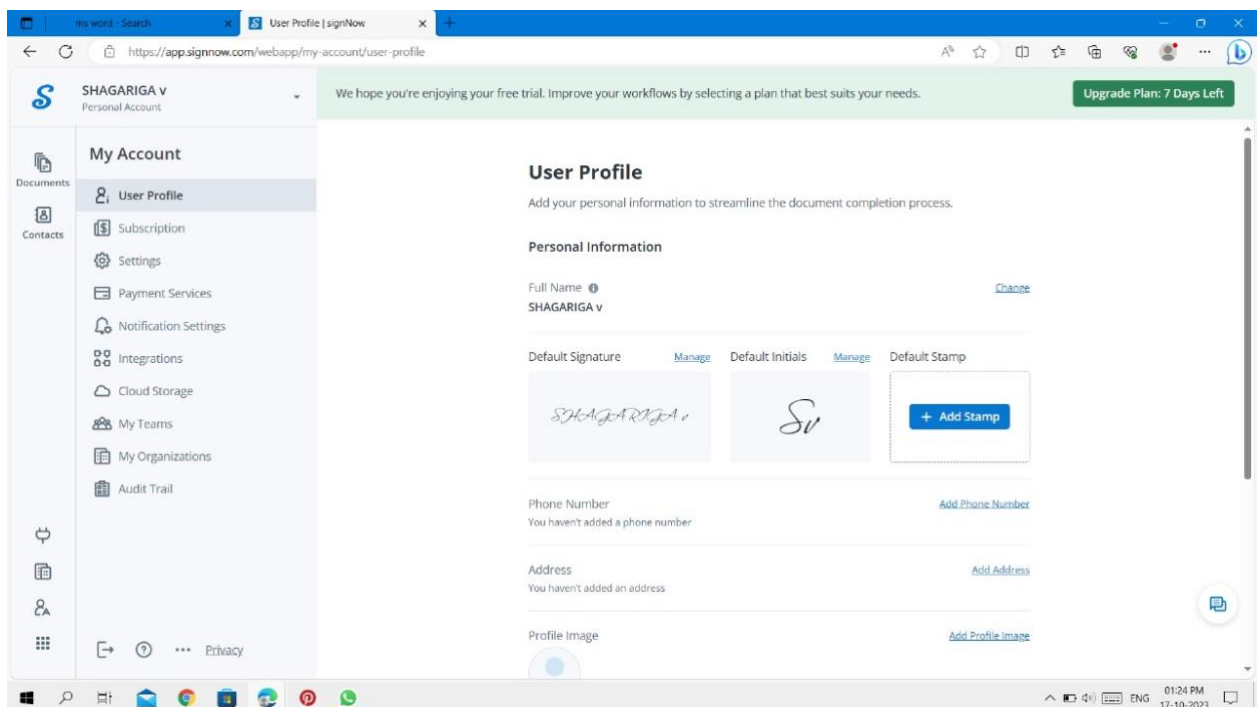 ms word - Search
User Profile | signNow
https://app.signnow.com/webapp/my-account/user-profile
SHAGARIGA v
Personal Account
We hope you're enjoying your free trial. Improve your workflows by selecting a plan that best suits your needs.
Upgrade Plan: 7 Days Left
Documents
Contacts
My Account
User Profile
Subscription
Settings
Payment Services
Notification Settings
Integrations
Cloud Storage
My Teams
My Organizations
Audit Trail
Privacy
User Profile
Add your personal information to streamline the document completion process.
Personal Information
Full Name
Change
SHAGARIGA v
Default Signature Manage
Default Initials Manage
Default Stamp
SHAGARIGA v
Sv
+ Add Stamp
Phone Number
Add Phone Number
You haven't added a phone number
Address
Add Address
You haven't added an address
Profile Image
Add Profile Image
ENG
01:24 PM
17-10-2023